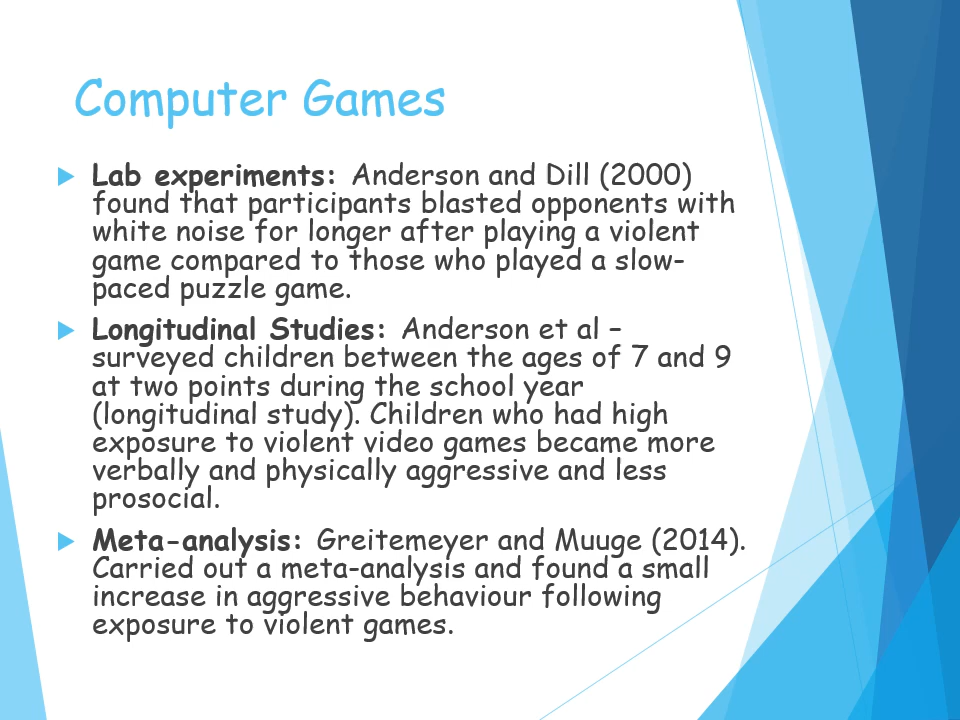 Computer Games
Lab experiments: Anderson and Dill (2000)
found that participants blasted opponents with
white noise for longer after playing a violent
game compared to those who played a slow-
paced puzzle game.
Longitudinal Studies: Anderson et al –
surveyed children between the ages of 7 and 9
at two points during the school year
(longitudinal study). Children who had high
exposure to violent video games became more
verbally and physically aggressive and less
prosocial.
Meta-analysis: Greitemeyer and Muuge (2014).
Carried out a meta-analysis and found a small
increase in aggressive behaviour following
exposure to violent games.